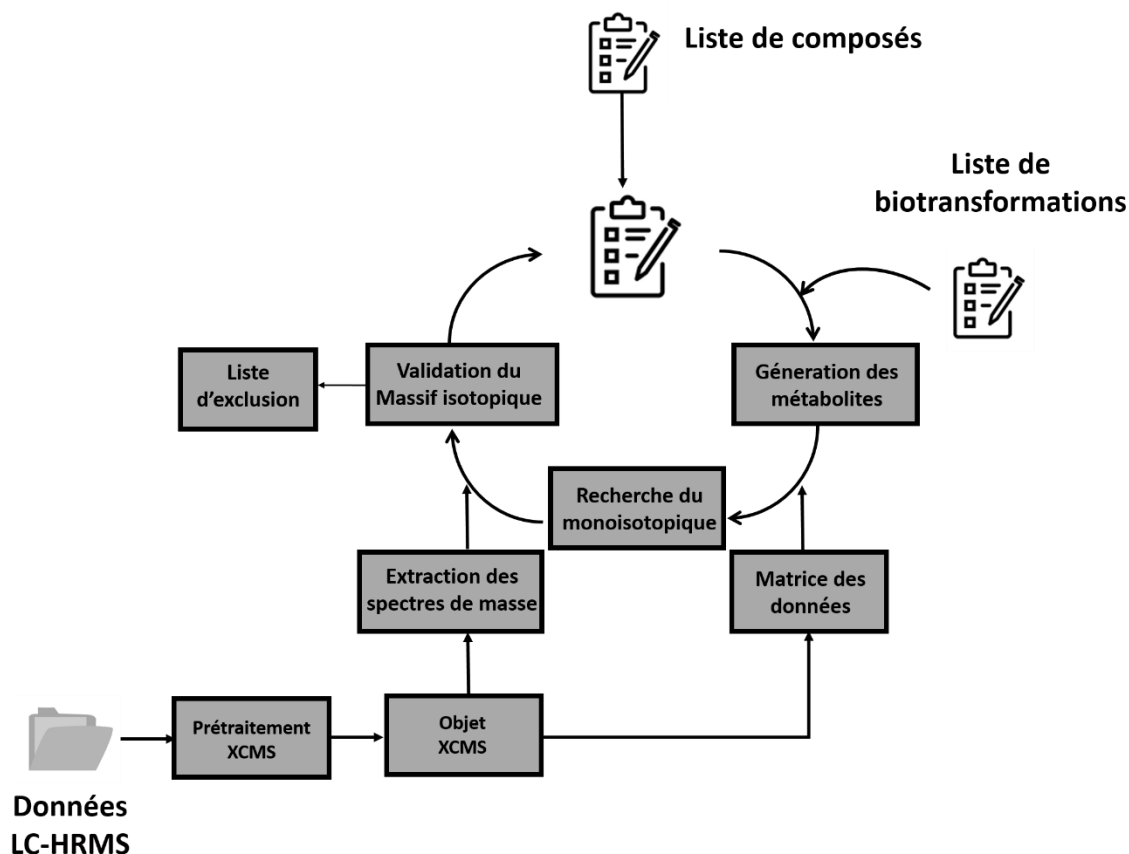 Liste de composés
Liste de
biotransformations
Liste
d'exclusion
Validation du
Massif isotopique
Géneration des
métabolites
Recherche du
monoisotopique
Extraction des
spectres de masse
Matrice des
données
Prétraitement
XCMS
Objet
XCMS
Données
LC-HRMS